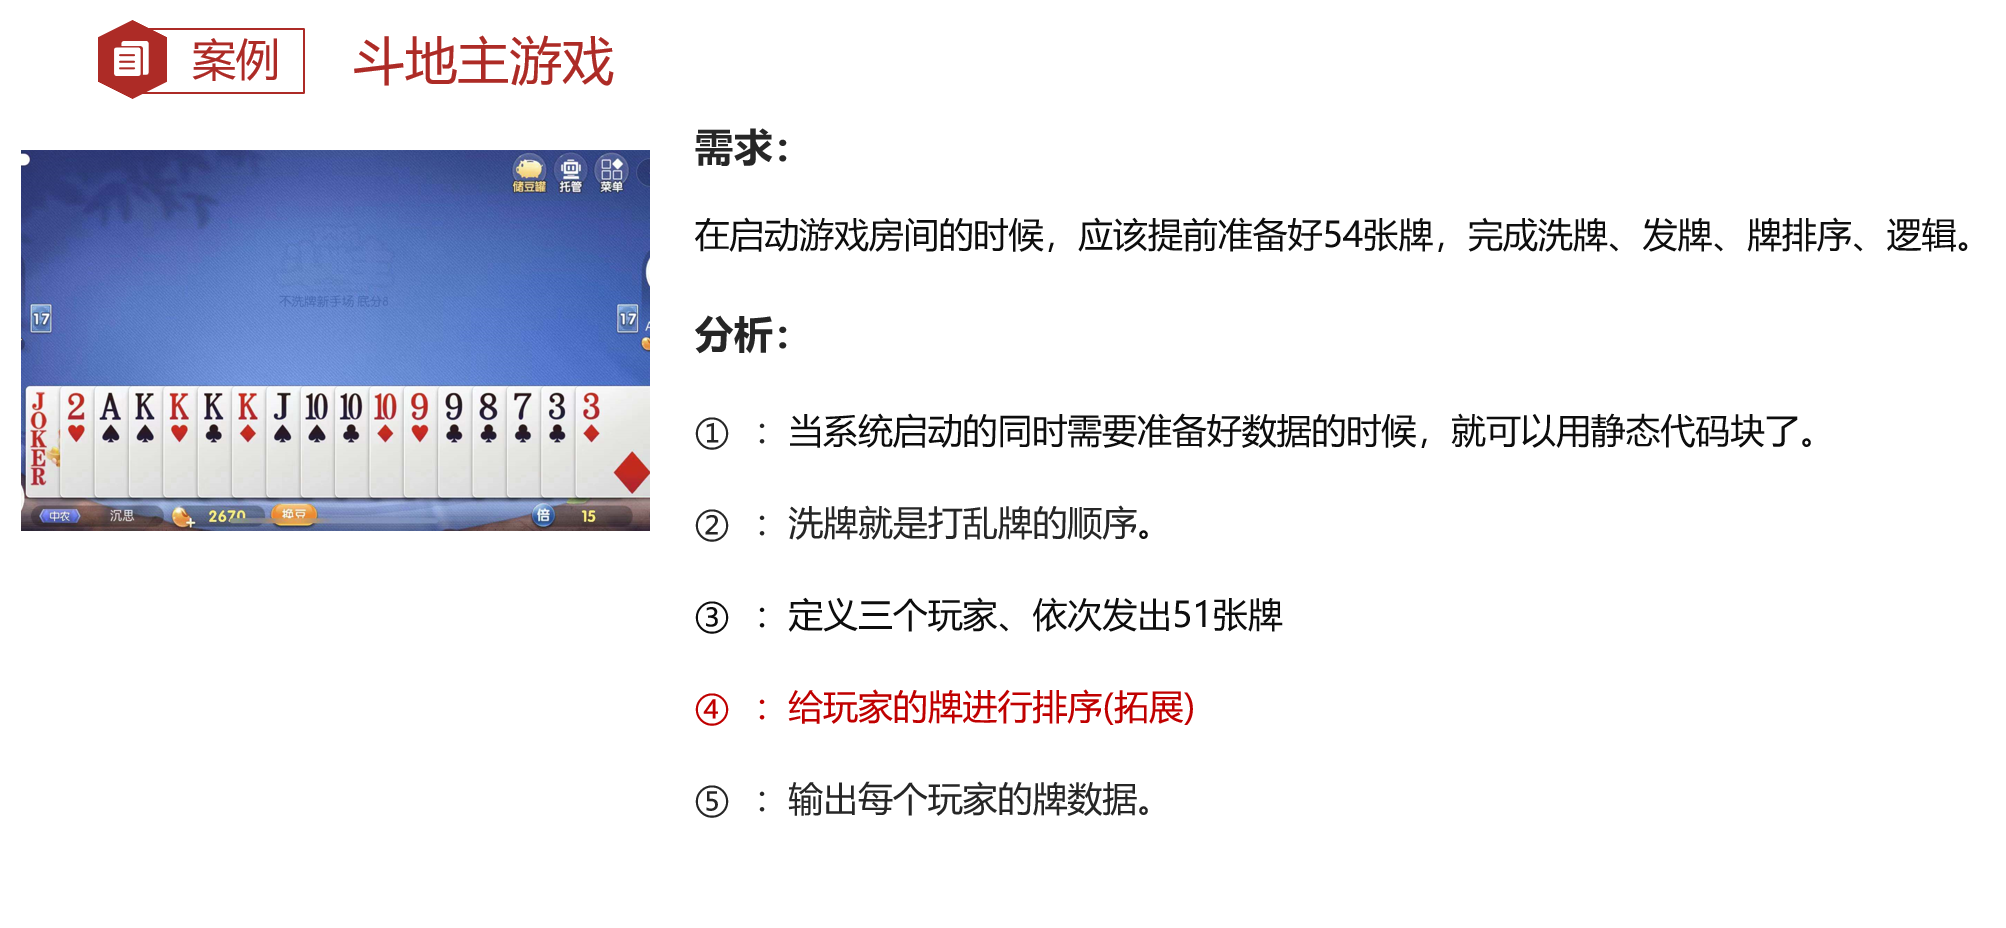 案例
斗地主游戏
需求：
在启动游戏房间的时候，应该提前准备好54张牌，完成洗牌、发牌、牌排序、逻辑。
分析：
① ：当系统启动的同时需要准备好数据的时候，就可以用静态代码块了。
② ：洗牌就是打乱牌的顺序。
③ ：定义三个玩家、依次发出51张牌
④ ：给玩家的牌进行排序(拓展)
⑤ ：输出每个玩家的牌数据。
储豆罐 托管 菜单
不洗牌新手场 底分6
17 17
JOKER 2 A K K K K J 10 10 10 9 9 8 7 3 3
中农 沉思 2670 换豆 倍 15